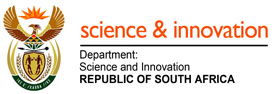 science & innovation
Department:
Science and Innovation
REPUBLIC OF SOUTH AFRICA